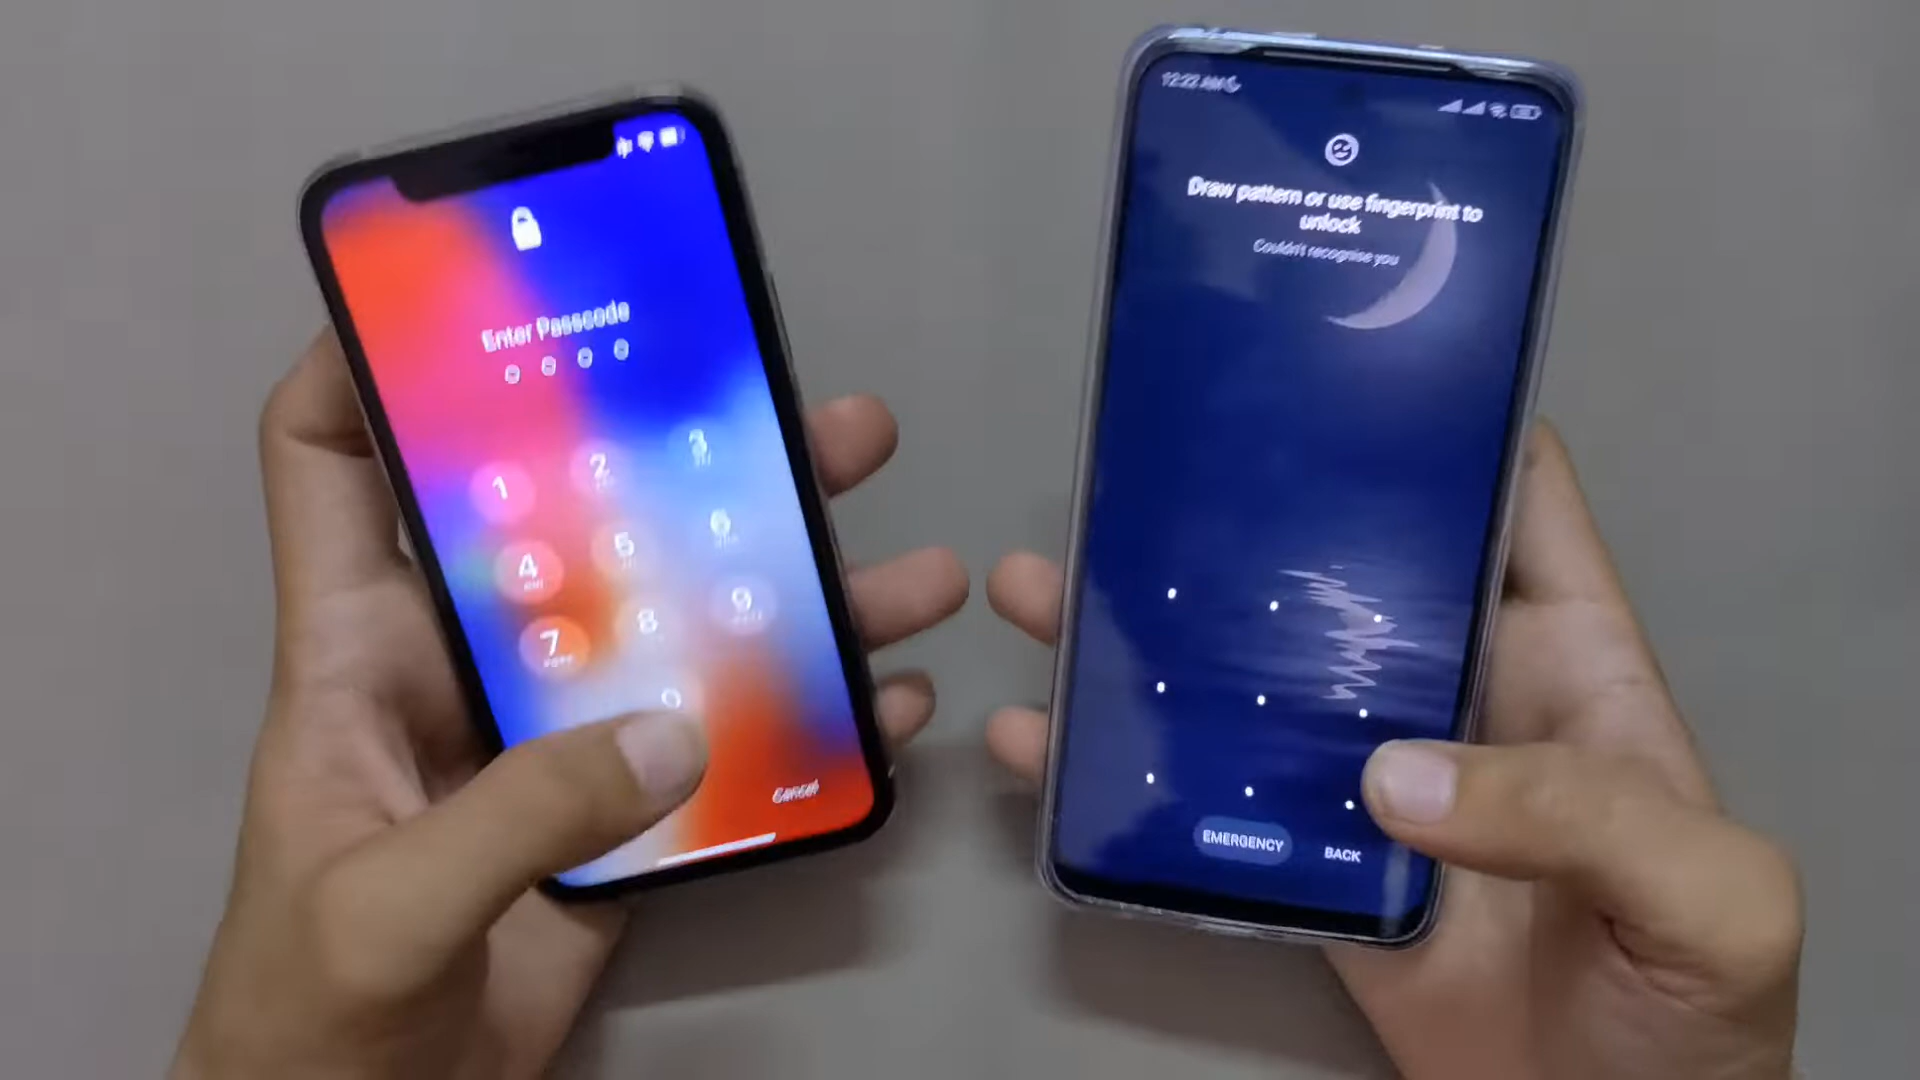 Enter Passcode
1
2
3
4
5
6
7
8
9
0
Cancel
12:22 AM
Draw pattern or use fingerprint to
unlock
Couldn't recognise you
EMERGENCY
BACK